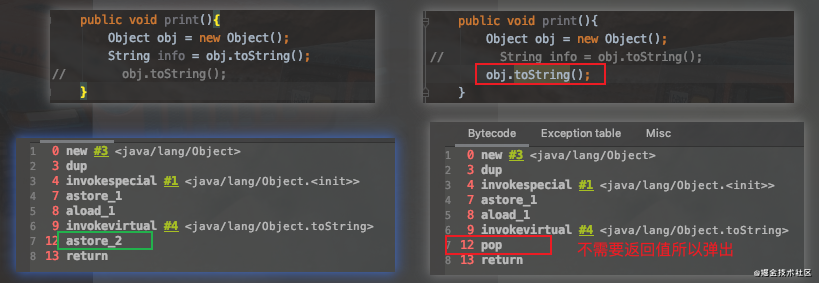 public void print(){
Object obj = new Object();
String info = obj.toString();
// obj.toString();
}
public void print(){
Object obj = new Object();
// String info = obj.toString();
obj.toString();
}
1 0 new #3 <java/lang/Object>
2 3 dup
3 4 invokespecial #1 <java/lang/Object.<init>>
4 7 astore_1
5 8 aload_1
6 9 invokevirtual #4 <java/lang/Object.toString>
7 12 astore_2
8 13 return
Bytecode Exception table Misc
1 0 new #3 <java/lang/Object>
2 3 dup
3 4 invokespecial #1 <java/lang/Object.<init>>
4 7 astore_1
5 8 aload_1
6 9 invokevirtual #4 <java/lang/Object.toString>
7 12 pop 不需要返回值所以弹出
8 13 return
@掘金技术社区